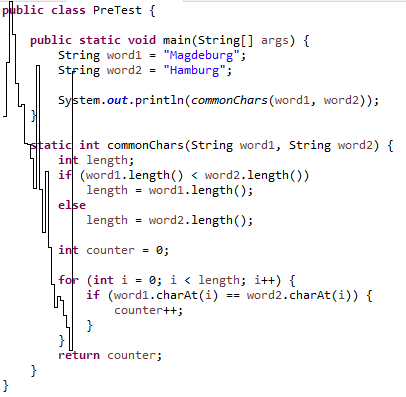 public class PreTest {
public static void main(String[] args) {
String word1 = "Magdeburg";
String word2 = "Hamburg";
System.out.println(commonChars(word1, word2));
}
static int commonChars(String word1, String word2) {
int length;
if (word1.length() < word2.length())
length = word1.length();
else
length = word2.length();
int counter = 0;
for (int i = 0; i < length; i++) {
if (word1.charAt(i) == word2.charAt(i)) {
counter++;
}
}
return counter;
}
}